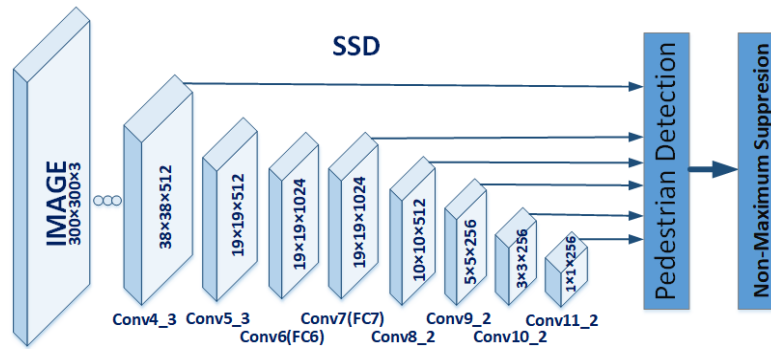 SSD
IMAGE
300×300×3
38×38×512
19×19×512
19×19×1024
19×19×1024
10×10×512
5×5×256
3×3×256
1×1×256
Conv4_3
Conv5_3
Conv6(FC6)
Conv7(FC7)
Conv8_2
Conv9_2
Conv10_2
Conv11_2
Pedestrian Detection
Non-Maximum Suppresion